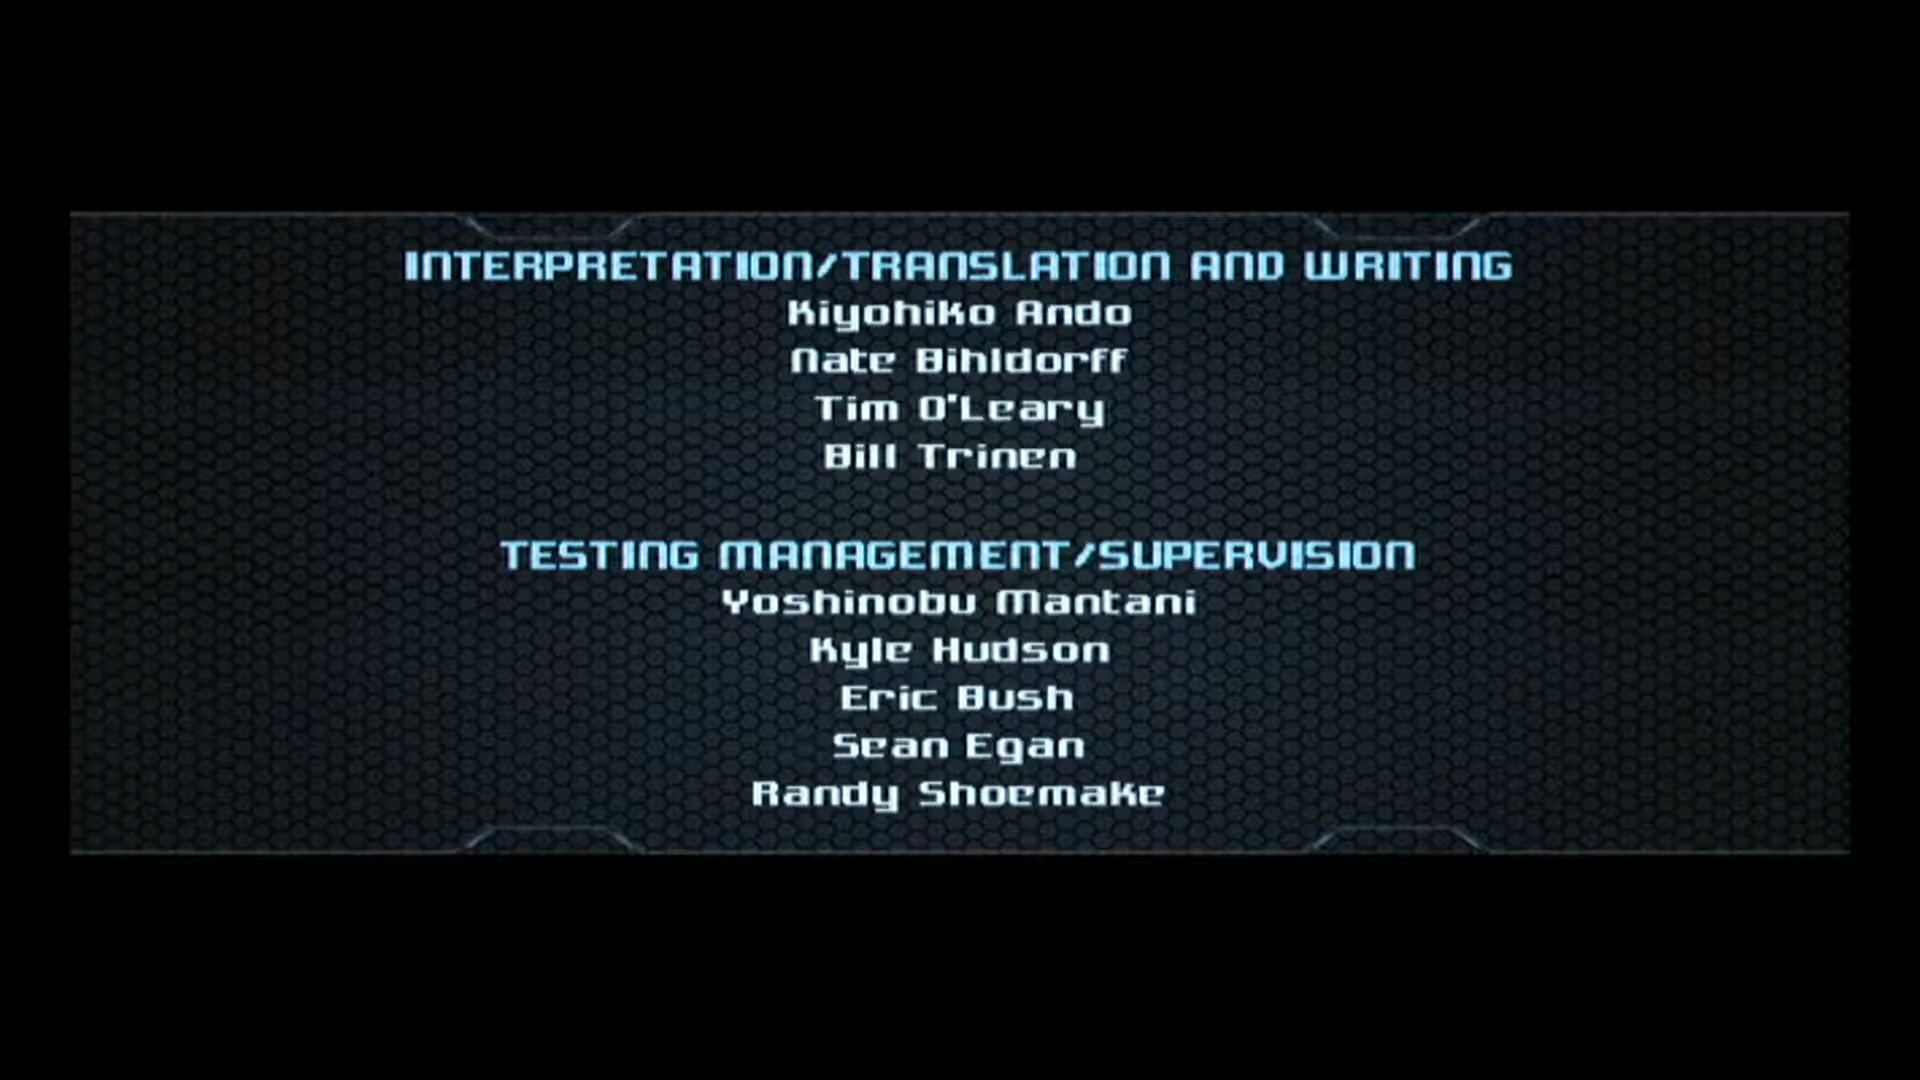 INTERPRETATION/TRANSLATION AND WRITING
Kiyohiko Ando
Nate Bihldorff
Tim O'Leary
Bill Trinen
TESTING MANAGEMENT/SUPERVISION
Yoshinobu Mantani
Kyle Hudson
Eric Bush
Sean Egan
Randy Shoemake